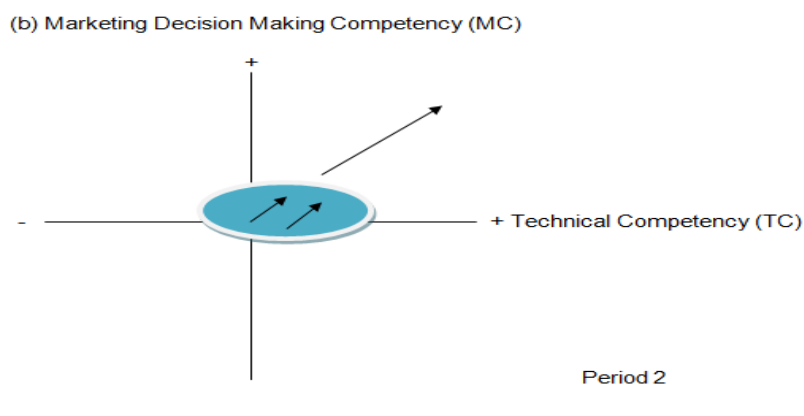 (b) Marketing Decision Making Competency (MC)
+
- + Technical Competency (TC)
Period 2